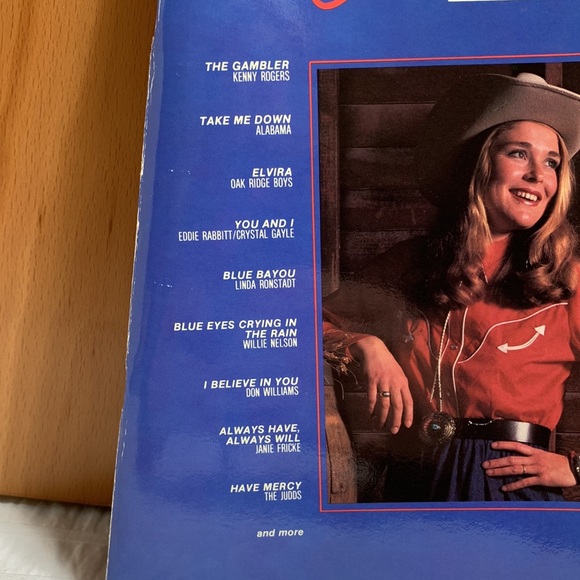 THE GAMBLER
KENNY ROGERS
TAKE ME DOWN
ALABAMA
ELVIRA
OAK RIDGE BOYS
YOU AND I
EDDIE RABBITT/CRYSTAL GAYLE
BLUE BAYOU
LINDA RONSTADT
BLUE EYES CRYING IN
THE RAIN
WILLIE NELSON
I BELIEVE IN YOU
DON WILLIAMS
ALWAYS HAVE,
ALWAYS WILL
JANIE FRICKE
HAVE MERCY
THE JUDDS
and more